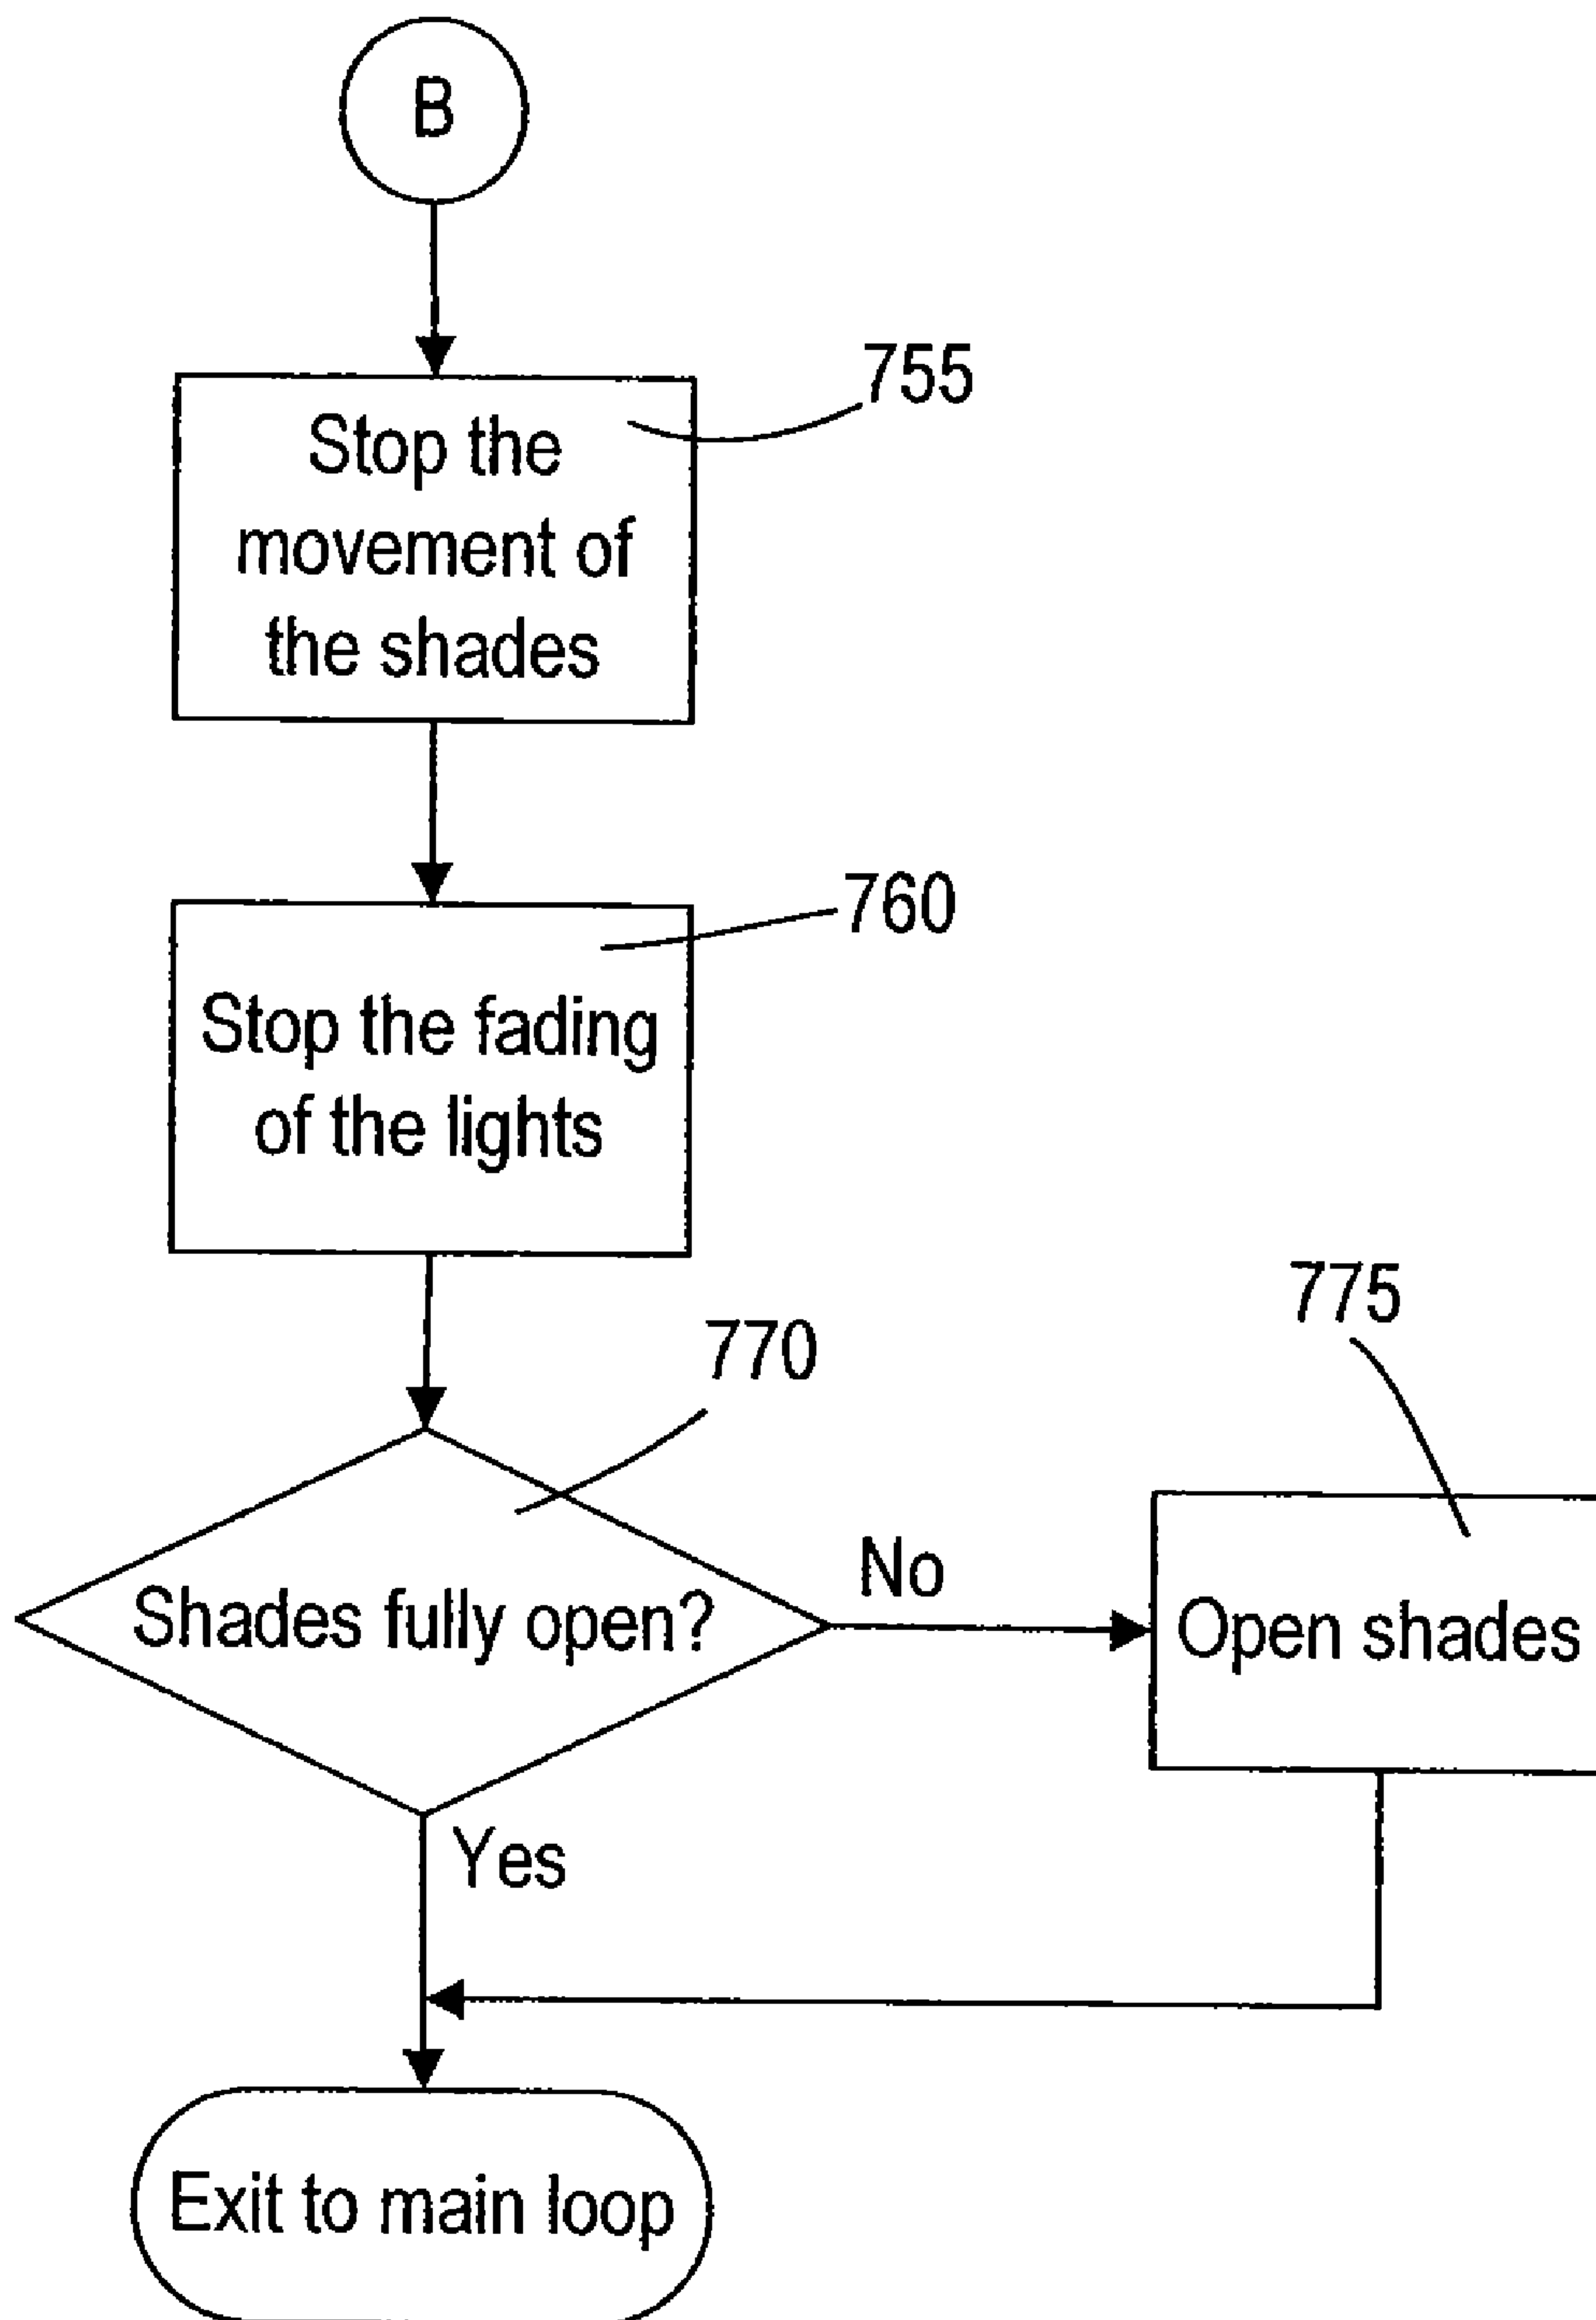 B
755
Stop the
movement of
the shades
760
Stop the fading
of the lights
775
770
No
Shades fully open?
Open shades
Yes
Exit to main loop